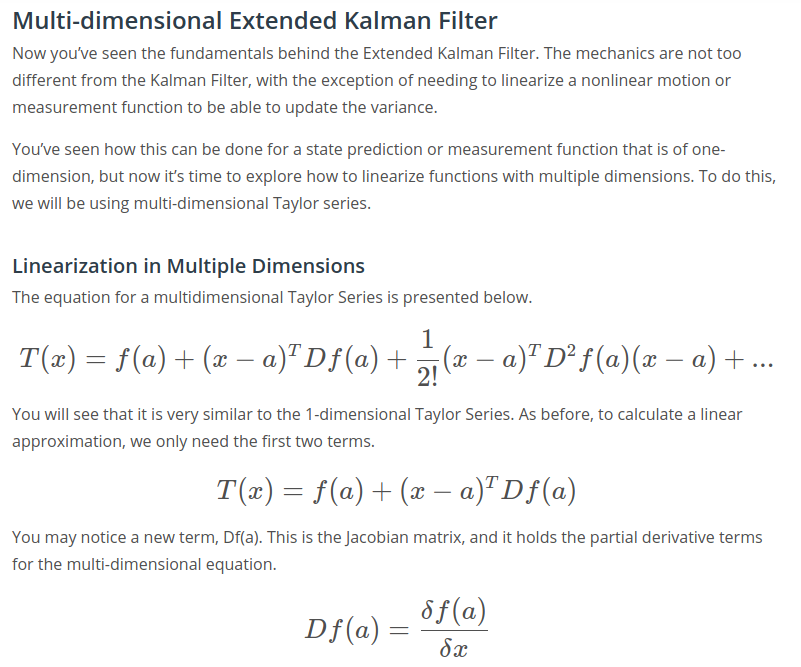 Multi-dimensional Extended Kalman Filter
Now you've seen the fundamentals behind the Extended Kalman Filter. The mechanics are not too
different from the Kalman Filter, with the exception of needing to linearize a nonlinear motion or
measurement function to be able to update the variance.
You've seen how this can be done for a state prediction or measurement function that is of one-
dimension, but now it's time to explore how to linearize functions with multiple dimensions. To do this,
we will be using multi-dimensional Taylor series.
Linearization in Multiple Dimensions
The equation for a multidimensional Taylor Series is presented below.
T(x) = f(a) + (x − a)^T Df(a) + \frac{1}{2!}(x − a)^T D^2 f(a)(x − a) + ...
You will see that it is very similar to the 1-dimensional Taylor Series. As before, to calculate a linear
approximation, we only need the first two terms.
T(x) = f(a) + (x − a)^T Df(a)
You may notice a new term, Df(a). This is the Jacobian matrix, and it holds the partial derivative terms
for the multi-dimensional equation.
Df(a) = \frac{δf(a)}{δx}